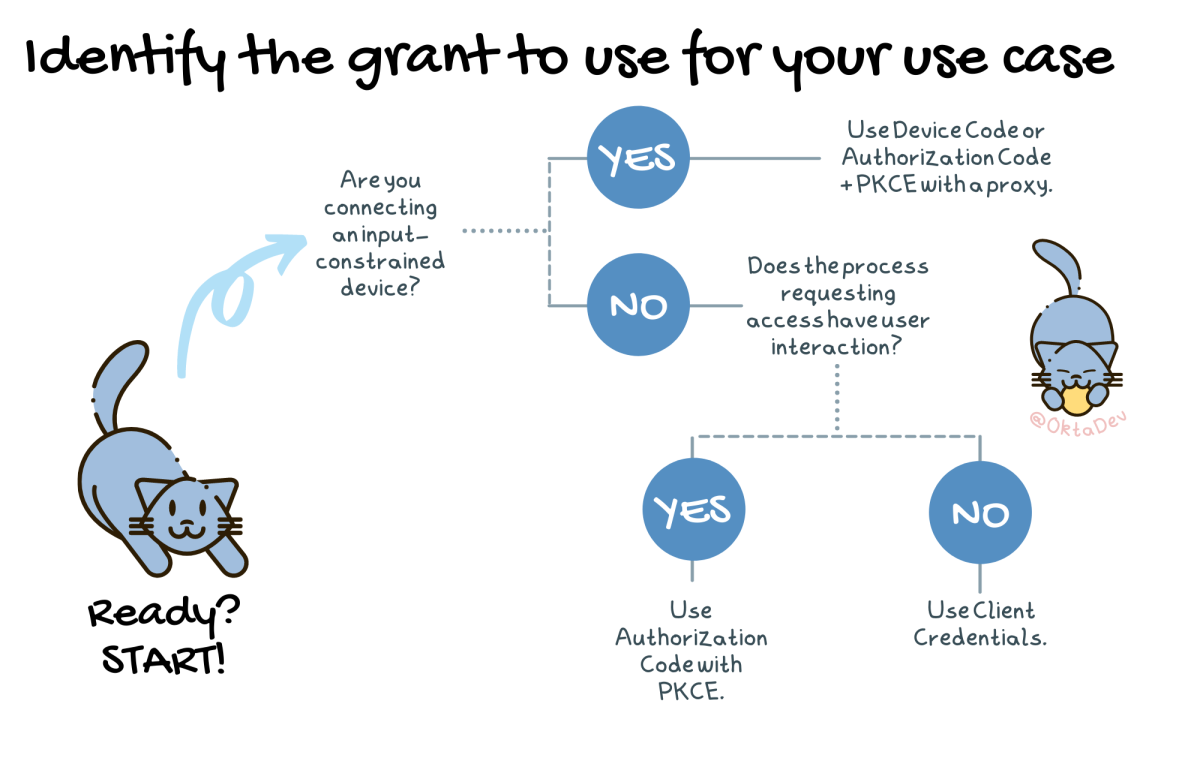 Identify the grant to use for your use case
Are you
connecting
an input-
constrained
device?
YES
Use Device Code or
Authorization Code
+ PKCE with a proxy.
NO
Does the process
requesting
access have user
interaction?
@OktaDev
YES
Use
Authorization
Code with
PKCE.
NO
Use Client
Credentials.
Ready?
START!